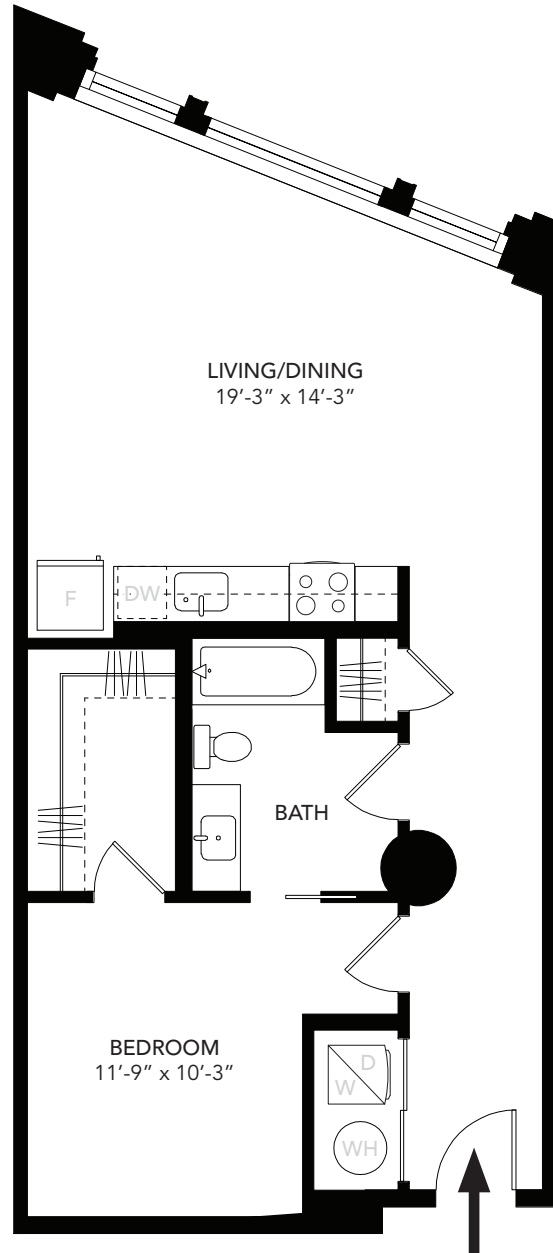 LIVING/DINING
19'-3" x 14'-3"
F
DW
BATH
BEDROOM
11'-9" x 10'-3"
D
W
WH